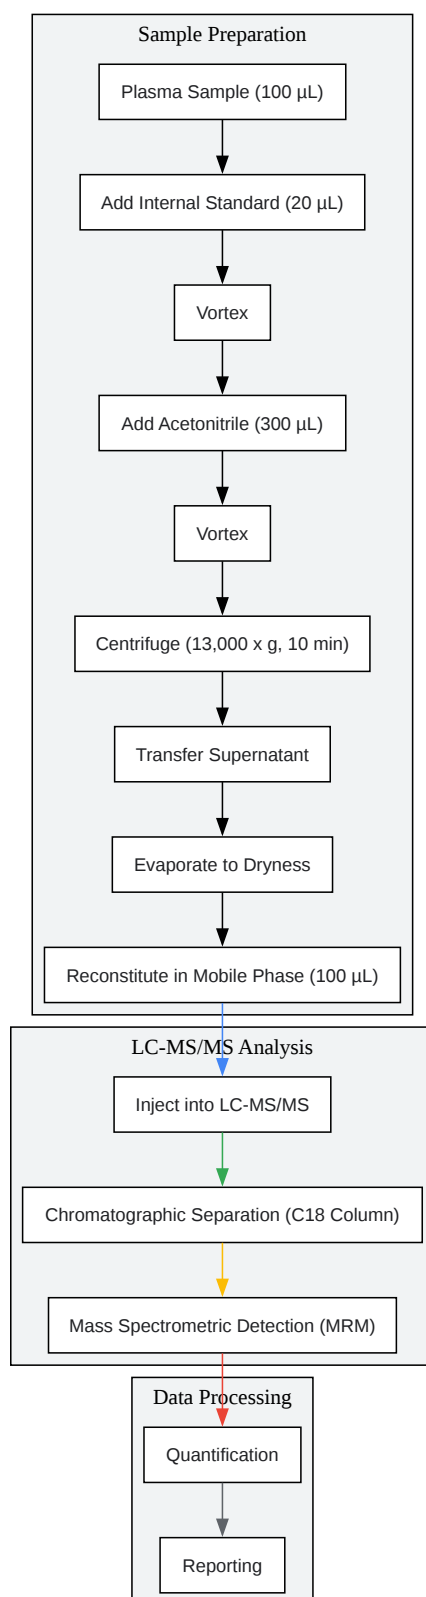 Sample Preparation
Plasma Sample (100 µL)
Add Internal Standard (20 µL)
Vortex
Add Acetonitrile (300 µL)
Vortex
Centrifuge (13,000 x g, 10 min)
Transfer Supernatant
Evaporate to Dryness
Reconstitute in Mobile Phase (100 µL)
LC-MS/MS Analysis
Inject into LC-MS/MS
Chromatographic Separation (C18 Column)
Mass Spectrometric Detection (MRM)
Data Processing
Quantification
Reporting